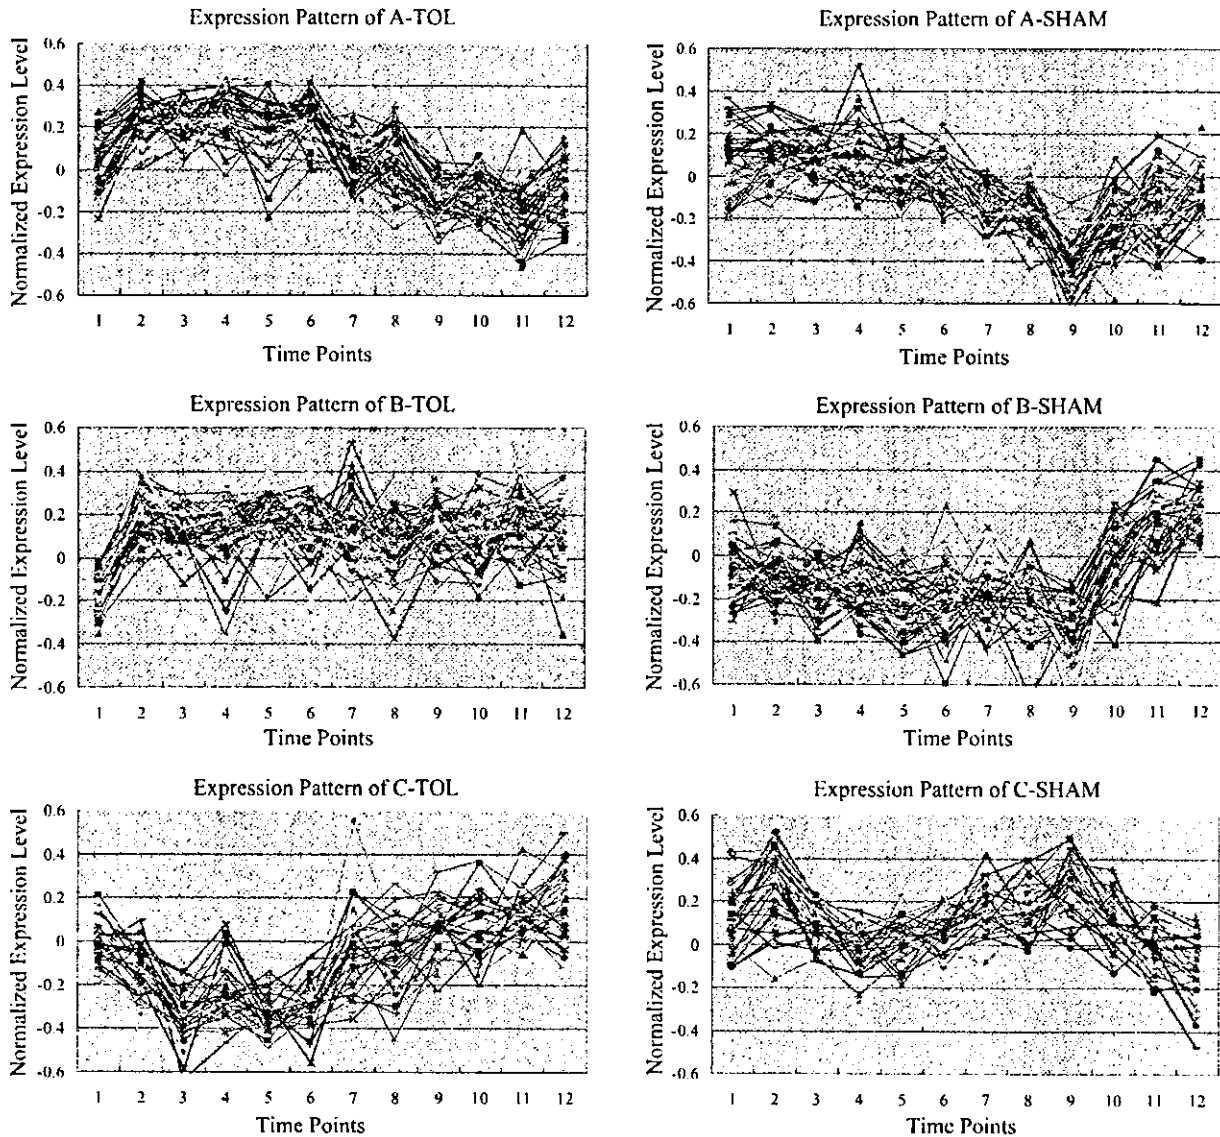 Expression Pattern of A-TOL
Normalized Expression Level
0.6
0.4
0.2
0
-0.2
-0.4
-0.6
1 2 3 4 5 6 7 8 9 10 11 12
Time Points
Expression Pattern of A-SHAM
Normalized Expression Level
0.6
0.4
0.2
0
-0.2
-0.4
-0.6
1 2 3 4 5 6 7 8 9 10 11 12
Time Points
Expression Pattern of B-TOL
Normalized Expression Level
0.6
0.4
0.2
0
-0.2
-0.4
-0.6
1 2 3 4 5 6 7 8 9 10 11 12
Time Points
Expression Pattern of B-SHAM
Normalized Expression Level
0.6
0.4
0.2
0
-0.2
-0.4
-0.6
1 2 3 4 5 6 7 8 9 10 11 12
Time Points
Expression Pattern of C-TOL
Normalized Expression Level
0.6
0.4
0.2
0
-0.2
-0.4
-0.6
1 2 3 4 5 6 7 8 9 10 11 12
Time Points
Expression Pattern of C-SHAM
Normalized Expression Level
0.6
0.4
0.2
0
-0.2
-0.4
-0.6
1 2 3 4 5 6 7 8 9 10 11 12
Time Points